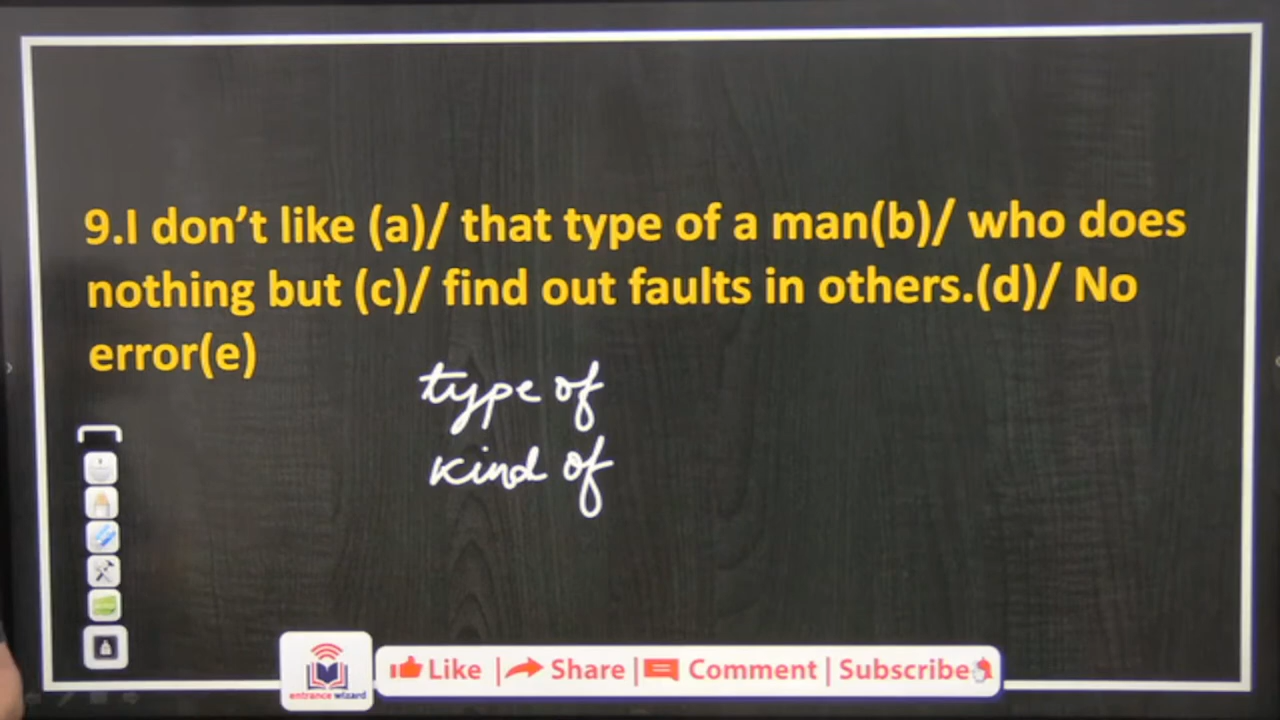 9.I don't like (a)/ that type of a man(b)/ who does
nothing but (c)/ find out faults in others.(d)/ No
error(e)
type of
kind of
entrance wizard
Like | Share | Comment | Subscribe